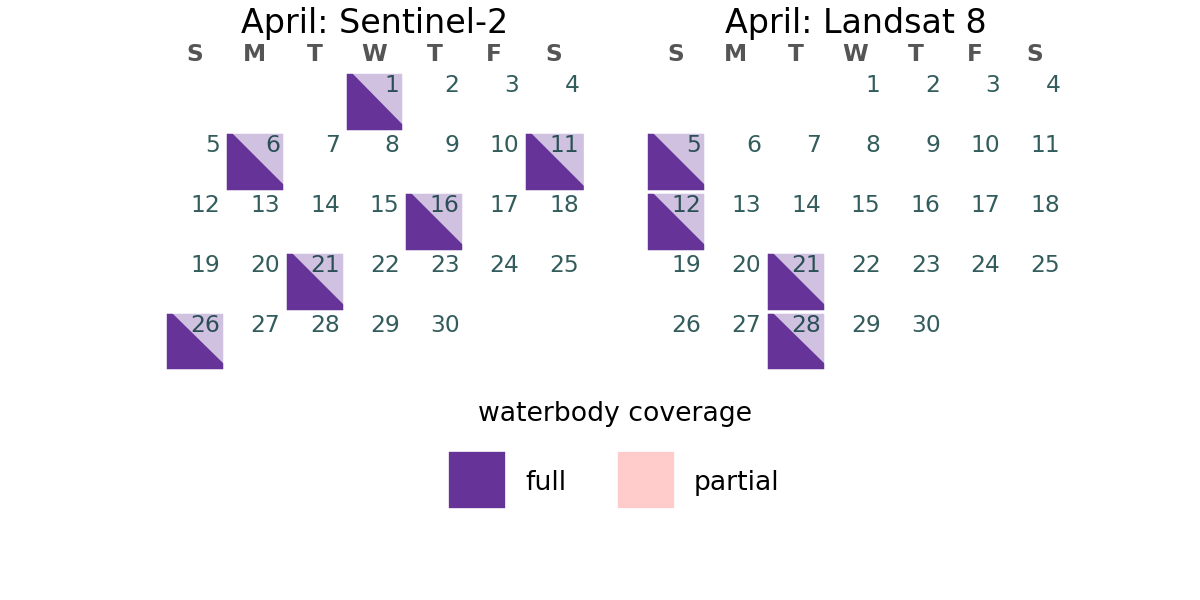 April: Sentinel-2
S M T W T F S
1 2 3 4
5 6 7 8 9 10 11
12 13 14 15 16 17 18
19 20 21 22 23 24 25
26 27 28 29 30
April: Landsat 8
S M T W T F S
1 2 3 4
5 6 7 8 9 10 11
12 13 14 15 16 17 18
19 20 21 22 23 24 25
26 27 28 29 30
waterbody coverage
full
partial